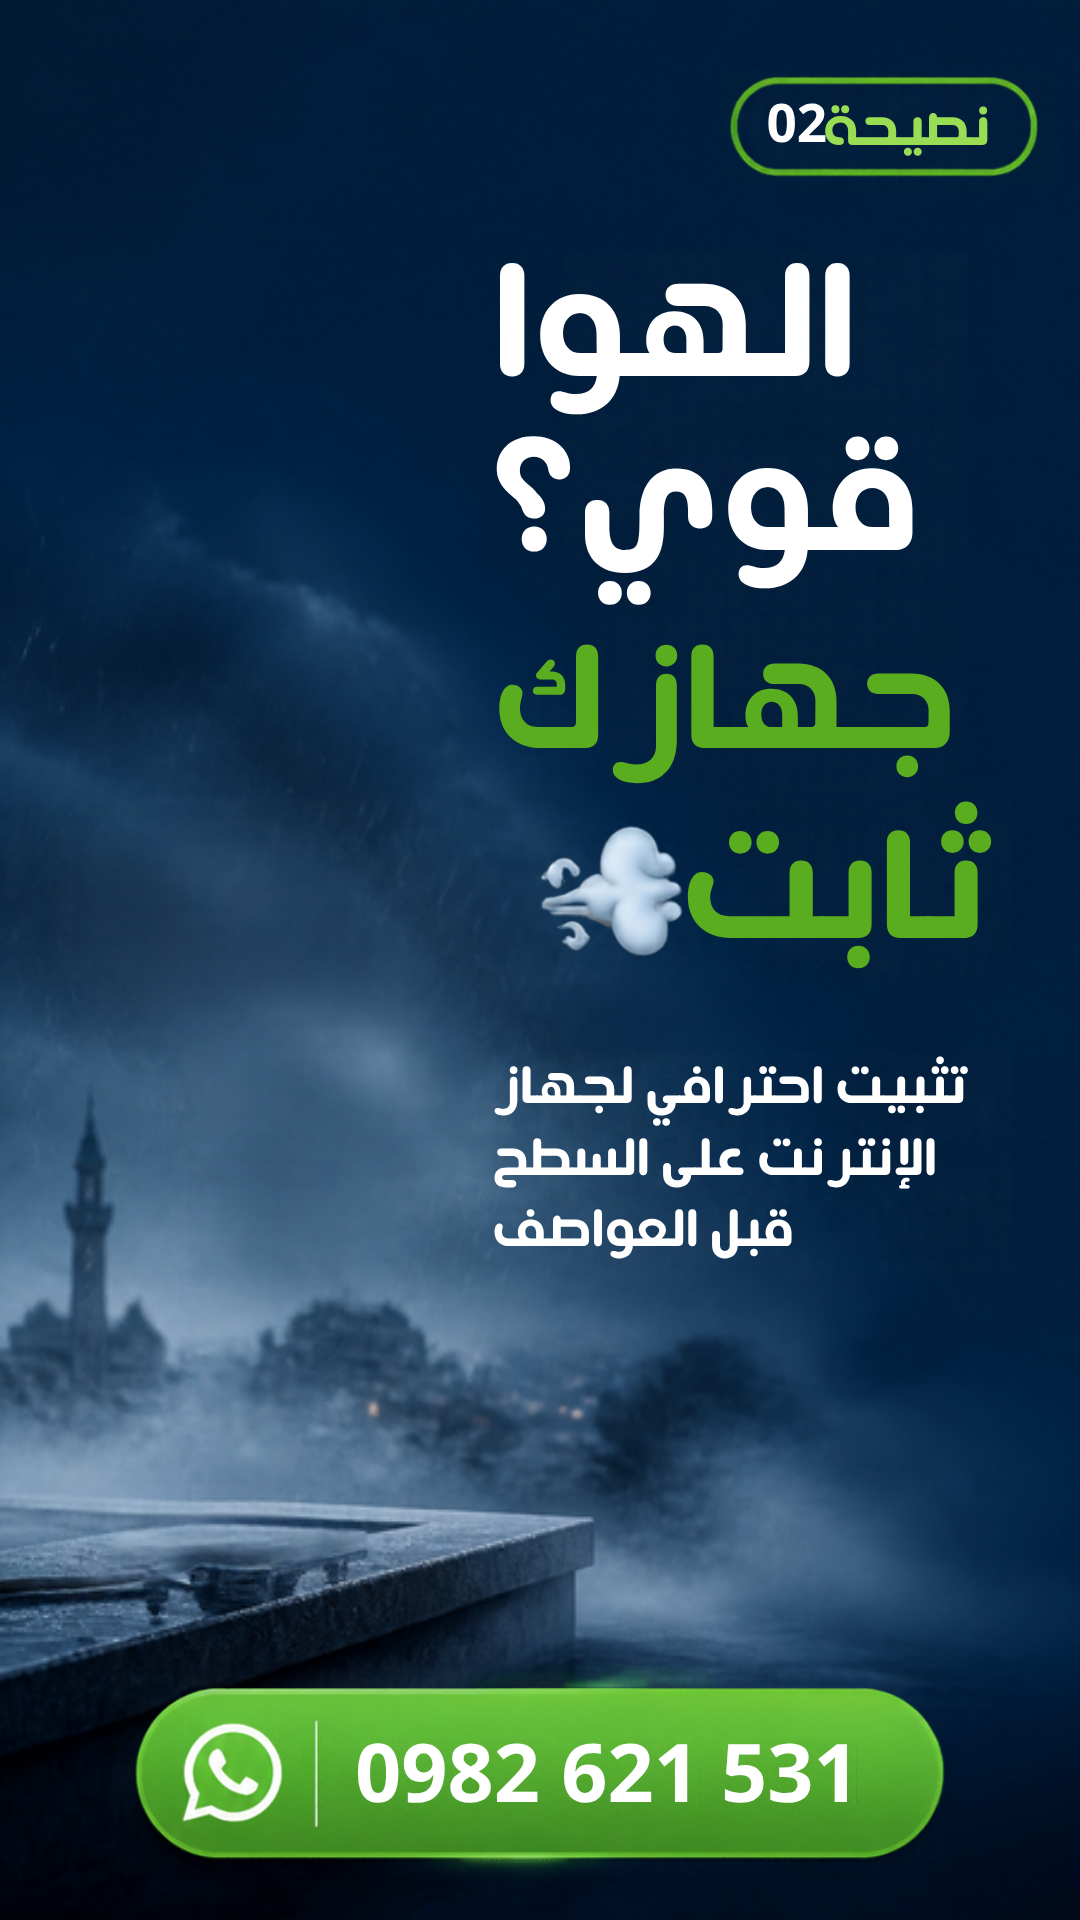 نصيحة02
الهوا
قوي؟
جهازك
ثابت
تثبيت احترافي لجهاز
الإنترنت على السطح
قبل العواصف
0982 621 531